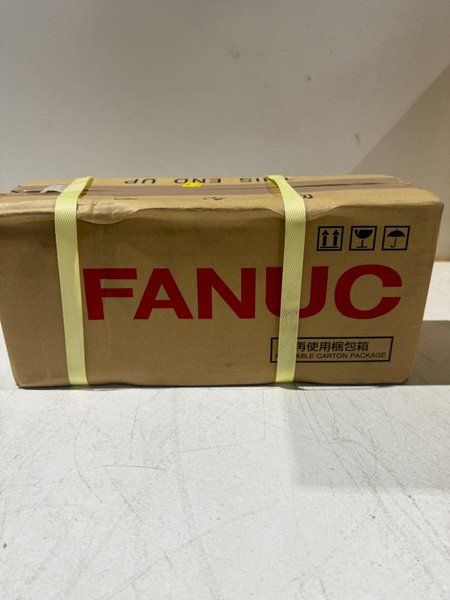 THIS END UP
FANUC
再使用梱包箱
ABLE CARTON PACKAGE